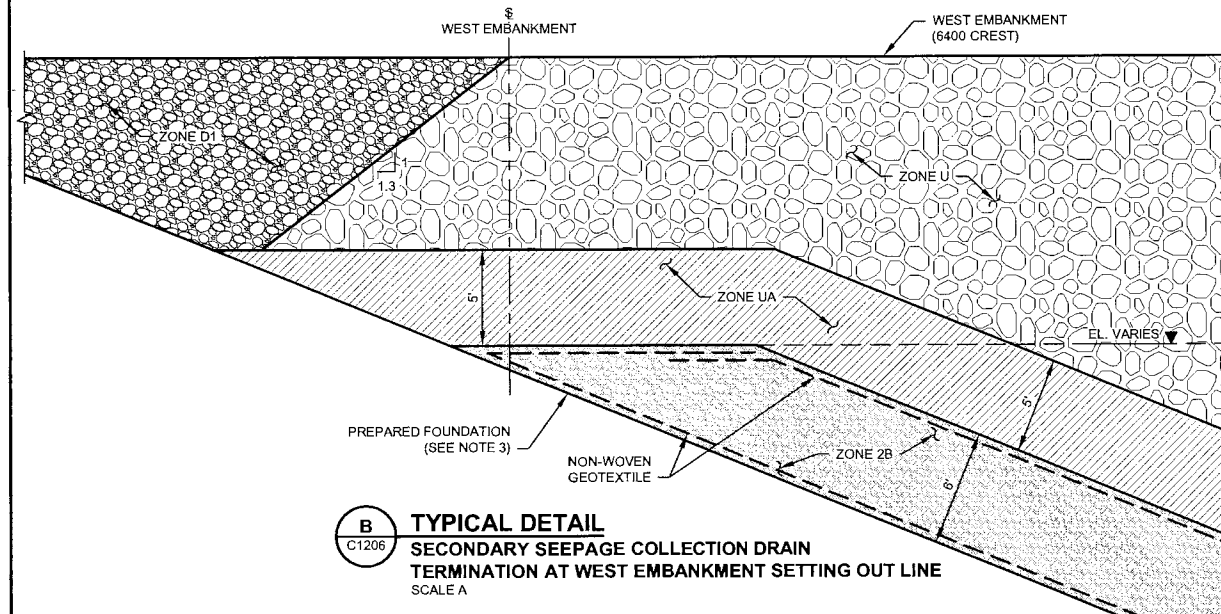 WEST EMBANKMENT
WEST EMBANKMENT
(6400 CREST)
ZONE D1
1
1.3
ZONE U
5'
ZONE UA
EL. VARIES
5'
PREPARED FOUNDATION
(SEE NOTE 3)
NON-WOVEN
GEOTEXTILE
ZONE 2B
6'
B
C1206
TYPICAL DETAIL
SECONDARY SEEPAGE COLLECTION DRAIN
TERMINATION AT WEST EMBANKMENT SETTING OUT LINE
SCALE A